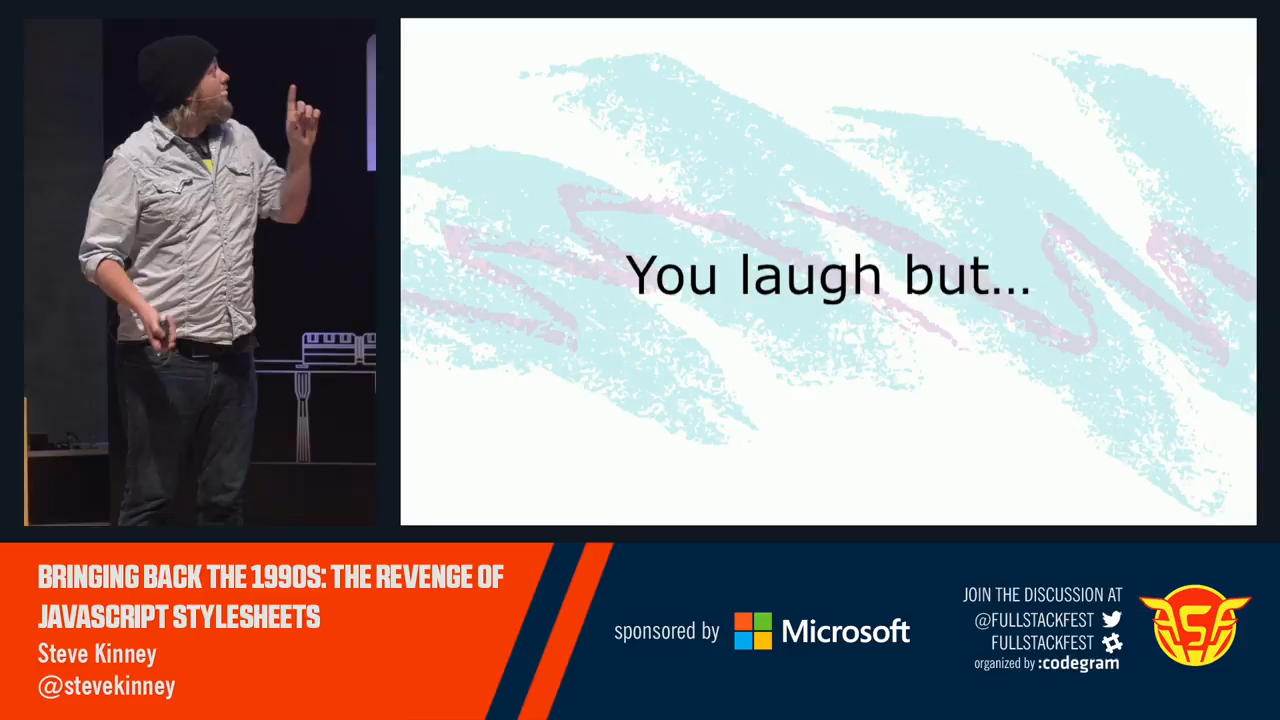 You laugh but...
BRINGING BACK THE 1990S: THE REVENGE OF
JAVASCRIPT STYLESHEETS
Steve Kinney
@stevekinney
sponsored by Microsoft
JOIN THE DISCUSSION AT
@FULLSTACKFEST
FULLSTACKFEST
organized by :codegram
FSF